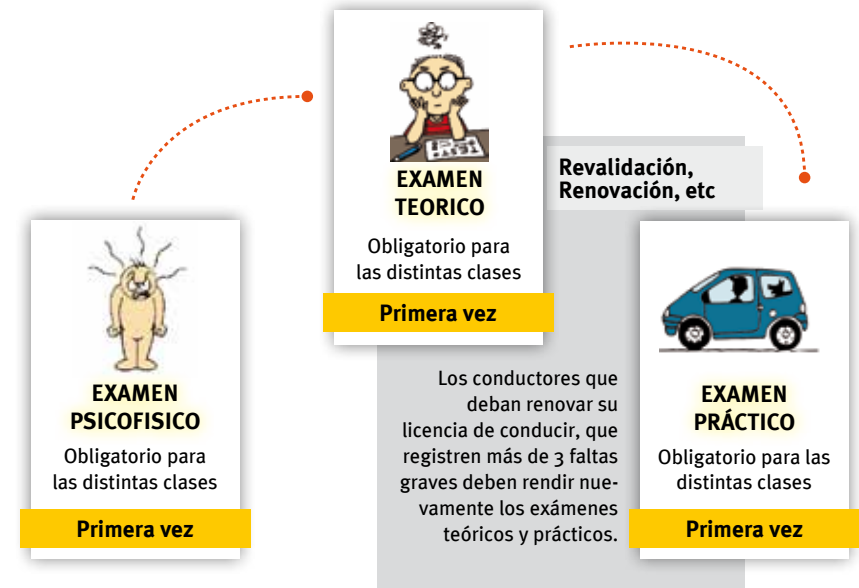 EXAMEN
PSICOFISICO
Obligatorio para
las distintas clases
Primera vez
EXAMEN
TEORICO
Obligatorio para
las distintas clases
Primera vez
Revalidación,
Renovación, etc
Los conductores que
deban renovar su
licencia de conducir, que
registren más de 3 faltas
graves deben rendir nue-
vamente los exámenes
teóricos y prácticos.
EXAMEN
PRÁCTICO
Obligatorio para las
distintas clases
Primera vez